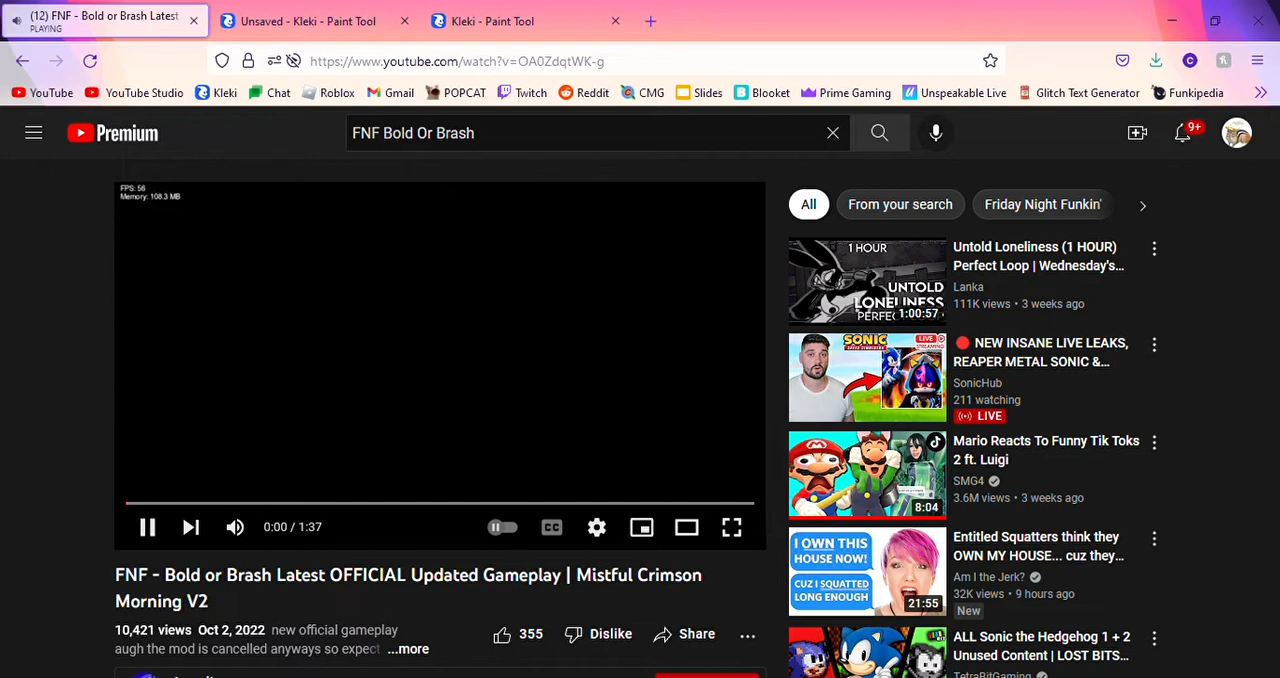 (12) FNF - Bold or Brash Latest
PLAYING
Unsaved - Kleki - Paint Tool
Kleki - Paint Tool
https://www.youtube.com/watch?v=OA0ZdqtWK-g
YouTube
YouTube Studio
Kleki
Chat
Roblox
Gmail
POPCAT
Twitch
Reddit
CMG
Slides
Blooket
Prime Gaming
Unspeakable Live
Glitch Text Generator
Funkipedia
Premium
FNF Bold Or Brash
9+
FPS: 56
Memory: 108.3 MB
0:00 / 1:37
CC
FNF - Bold or Brash Latest OFFICIAL Updated Gameplay | Mistful Crimson
Morning V2
10,421 views Oct 2, 2022 new official gameplay
augh the mod is cancelled anyways so expect ...more
355
Dislike
Share
All
From your search
Friday Night Funkin'
1 HOUR
UNTOLD
LONELINESS
PERFEC
1:00:57
Untold Loneliness (1 HOUR)
Perfect Loop | Wednesday's...
Lanka
111K views • 3 weeks ago
SONIC
LIVE
NEW INSANE LIVE LEAKS,
REAPER METAL SONIC &...
SonicHub
211 watching
LIVE
8:04
Mario Reacts To Funny Tik Toks
2 ft. Luigi
SMG4
3.6M views • 3 weeks ago
I OWN THIS
HOUSE NOW!
CUZ I SQUATTED
LONG ENOUGH
21:55
Entitled Squatters think they
OWN MY HOUSE... cuz they...
Am I the Jerk?
32K views • 9 hours ago
New
ALL Sonic the Hedgehog 1 + 2
Unused Content | LOST BITS...
TetraBitGaming